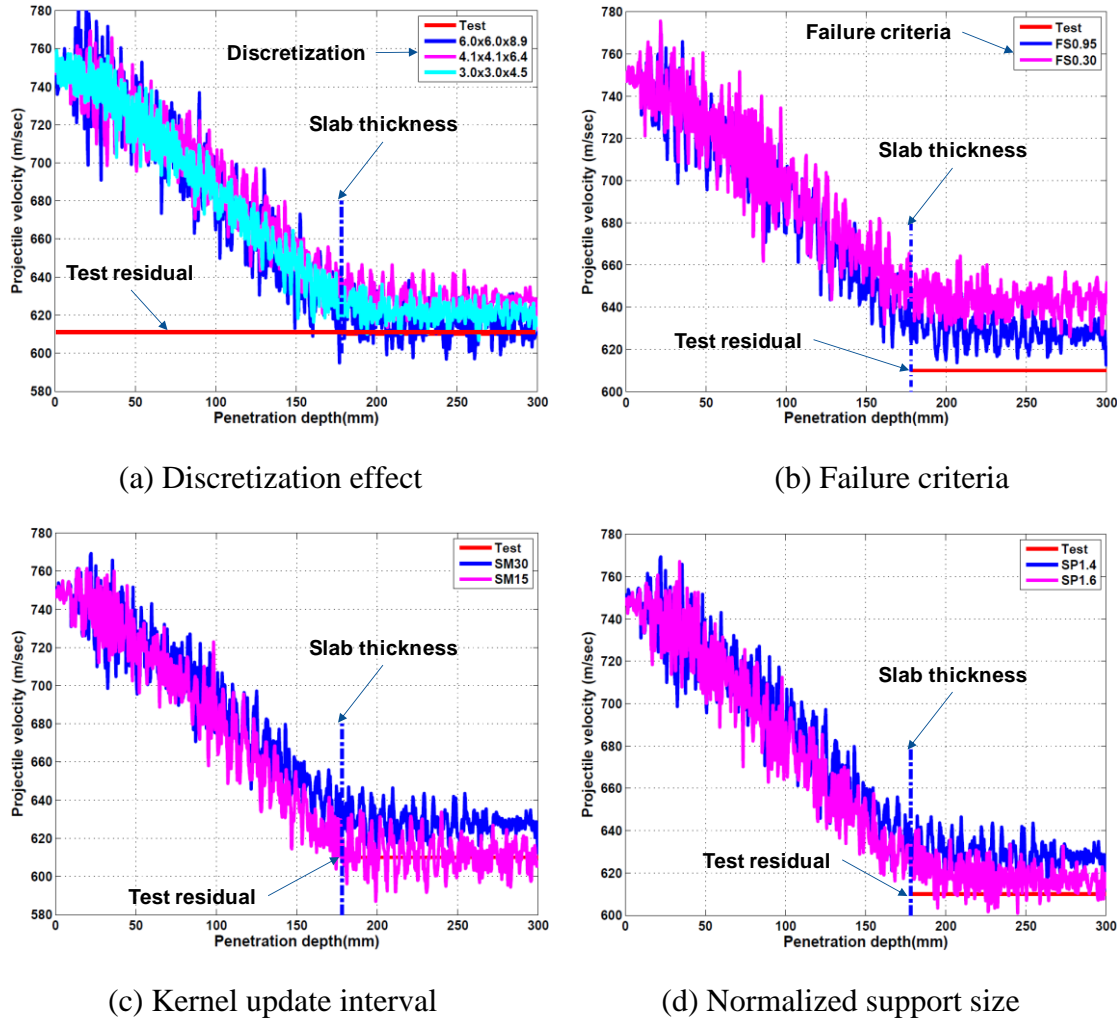 780
760
740
720
700
680
660
640
620
600
580
Projectile velocity (m/sec)
Discretization
Test
6.0x6.0x8.9
4.1x4.1x6.4
3.0x3.0x4.5
Slab thickness
Test residual
0 50 100 150 200 250 300
Penetration depth(mm)
(a) Discretization effect
780
760
740
720
700
680
660
640
620
600
Projectile velocity (m/sec)
Failure criteria
Test
FS0.95
FS0.30
Slab thickness
Test residual
0 50 100 150 200 250 300
Penetration depth(mm)
(b) Failure criteria
780
760
740
720
700
680
660
640
620
600
580
Projectile velocity (m/sec)
Test
SM30
SM15
Slab thickness
Test residual
0 50 100 150 200 250 300
Penetration depth(mm)
(c) Kernel update interval
780
760
740
720
700
680
660
640
620
600
Projectile velocity (m/sec)
Test
SP1.4
SP1.6
Slab thickness
Test residual
0 50 100 150 200 250 300
Penetration depth(mm)
(d) Normalized support size